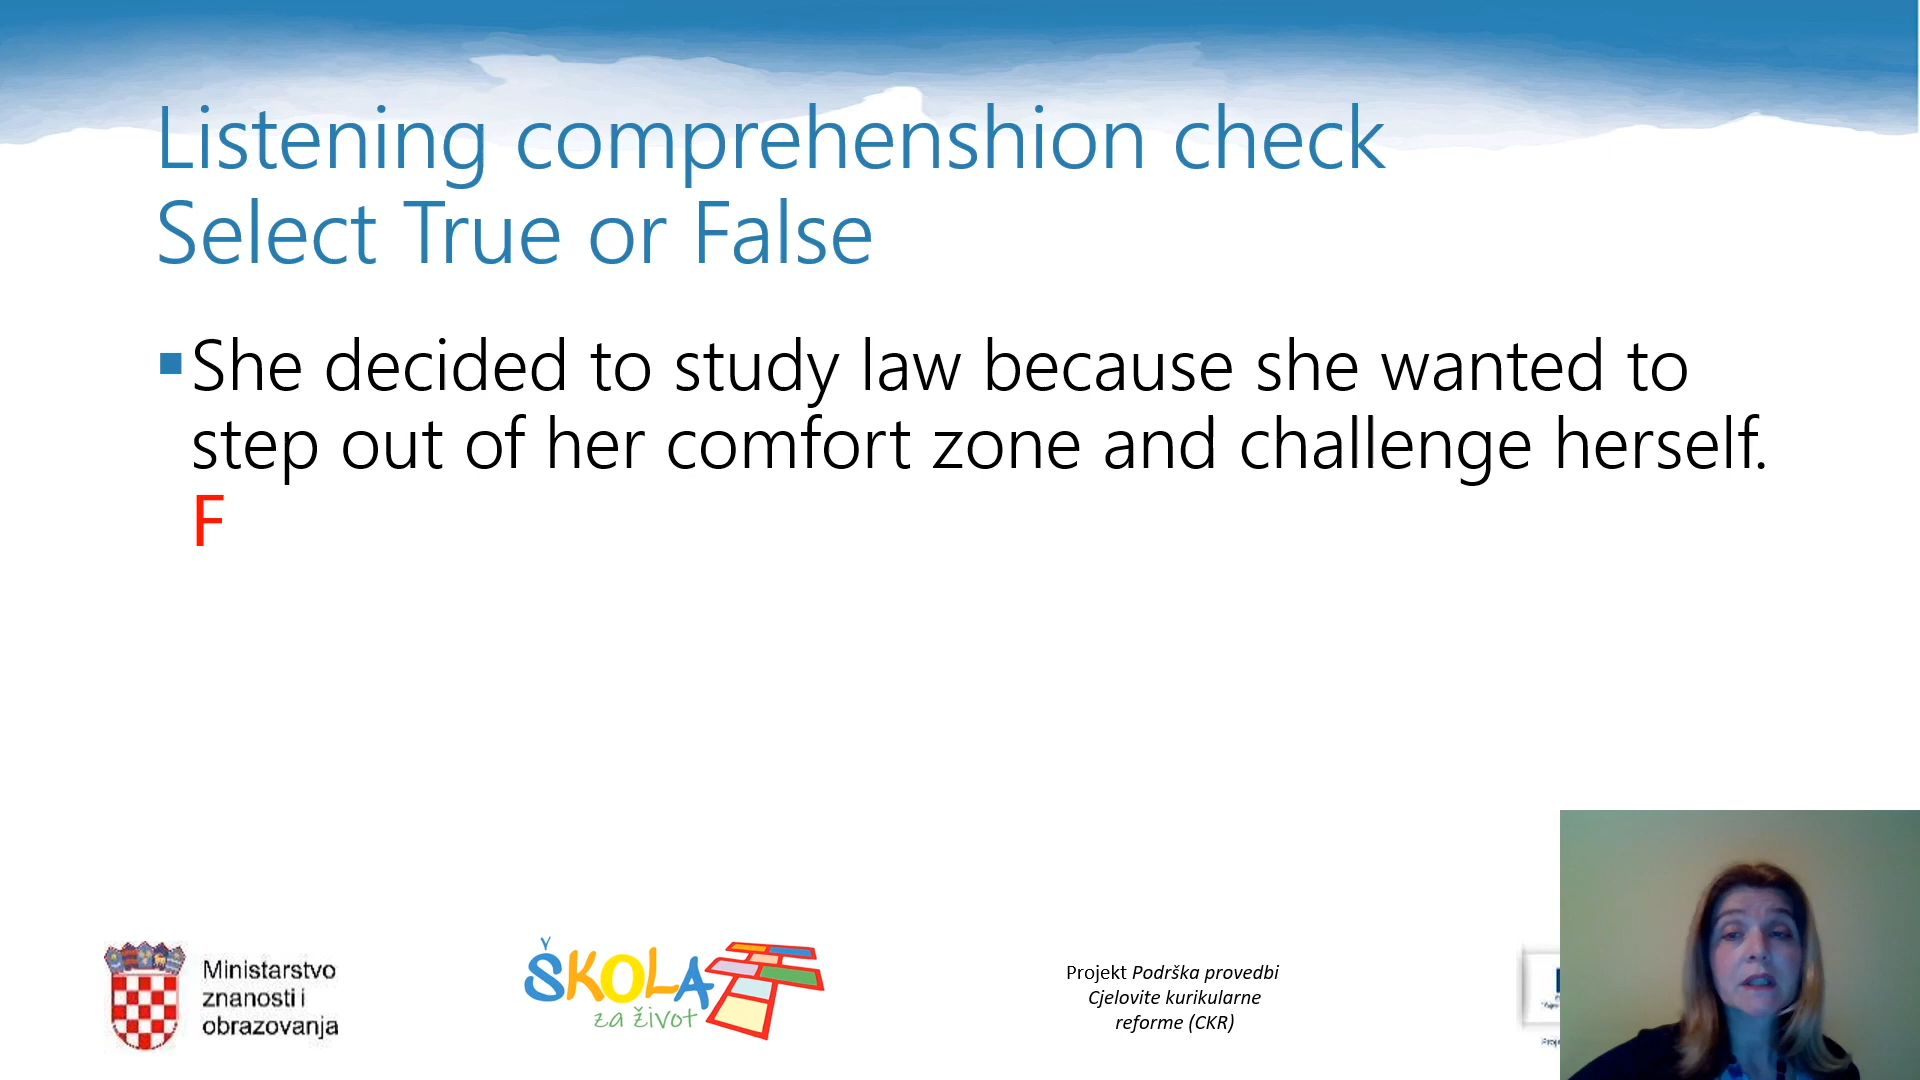 Listening comprehenshion check
Select True or False
She decided to study law because she wanted to
step out of her comfort zone and challenge herself.
F
Ministarstvo
znanosti i
obrazovanja
ŠKOLA
za život
Projekt Podrška provedbi
Cjelovite kurikularne
reforme (CKR)